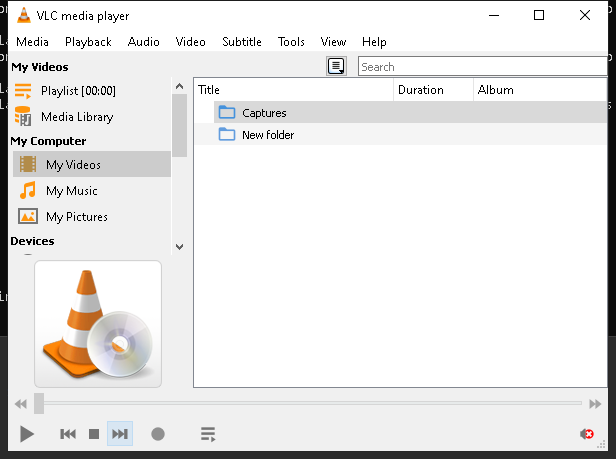 VLC media player
Media Playback Audio Video Subtitle Tools View Help
My Videos
Search
Playlist [00:00]
Media Library
My Computer
My Videos
My Music
My Pictures
Devices
Title Duration Album
Captures
New folder